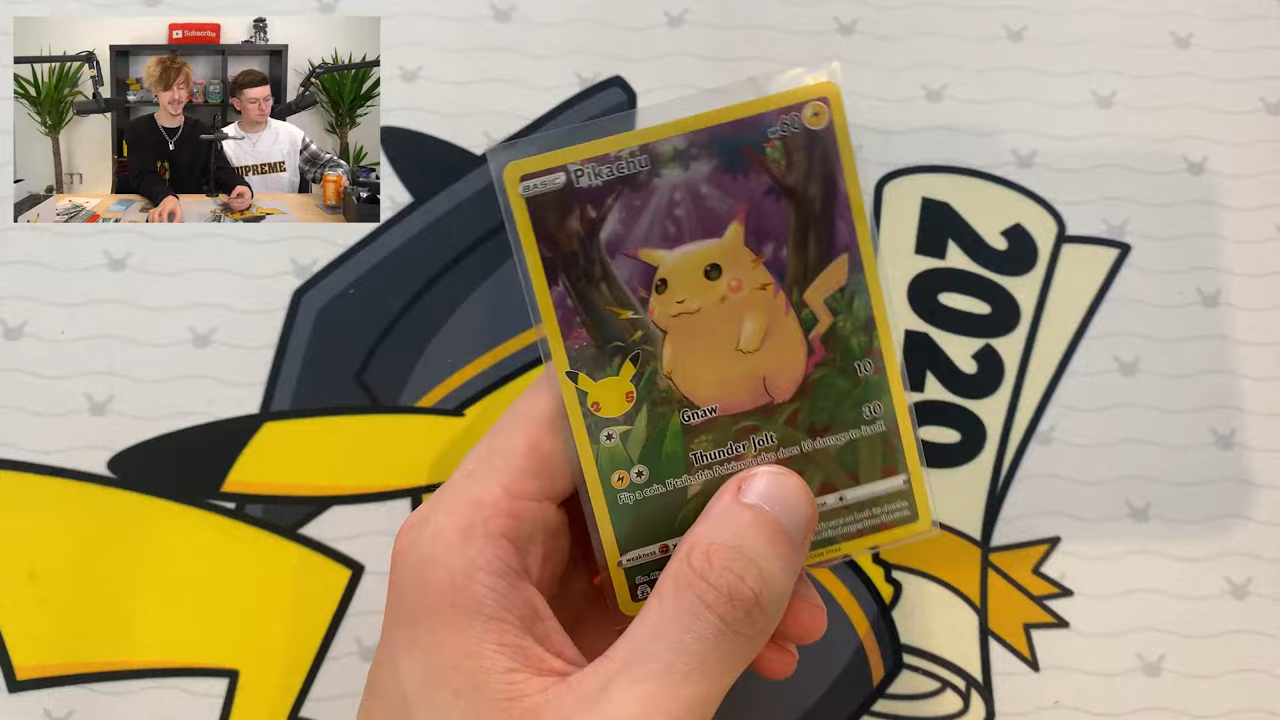 Subscribe
UPREME
BASIC Pikachu 60
2020
25
Gnaw 10
Thunder Jolt 30
Flip a coin. If tails, this Pokémon also does 10 damage to itself.
weakness